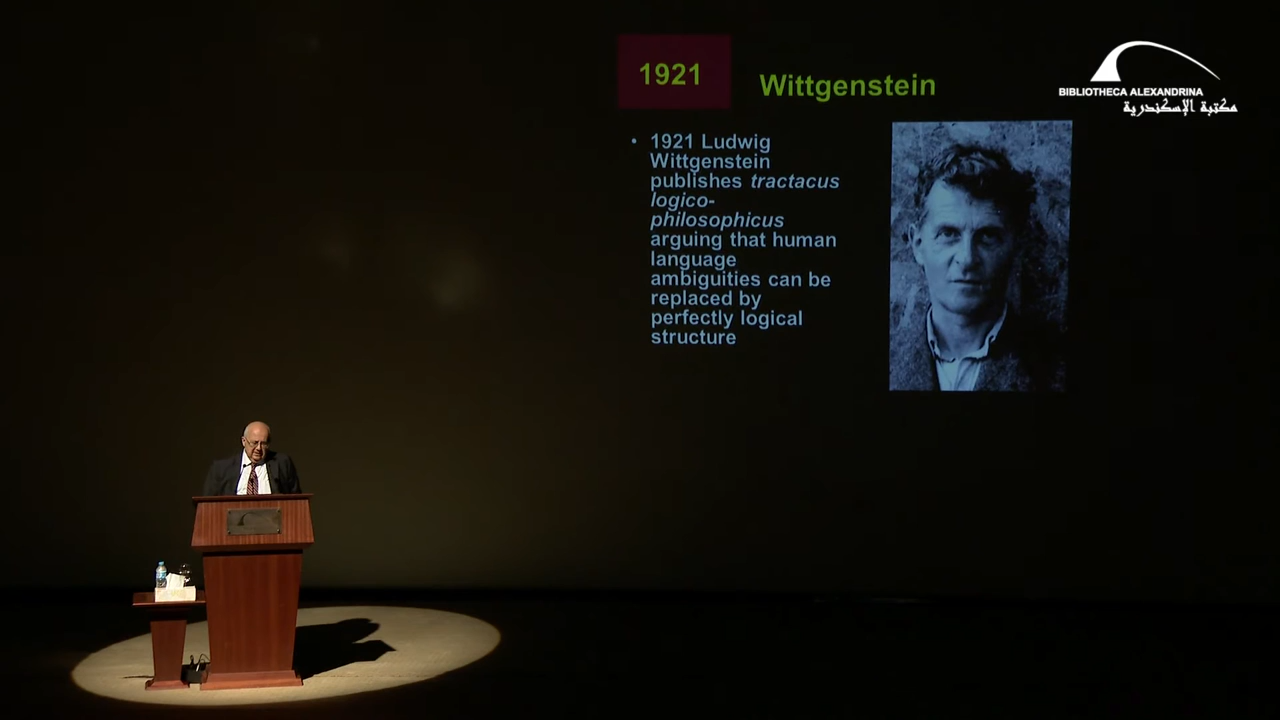 1921
Wittgenstein
BIBLIOTHECA ALEXANDRINA
مكتبة الإسكندرية
• 1921 Ludwig
Wittgenstein
publishes tractacus
logico-
philosophicus
arguing that human
language
ambiguities can be
replaced by
perfectly logical
structure